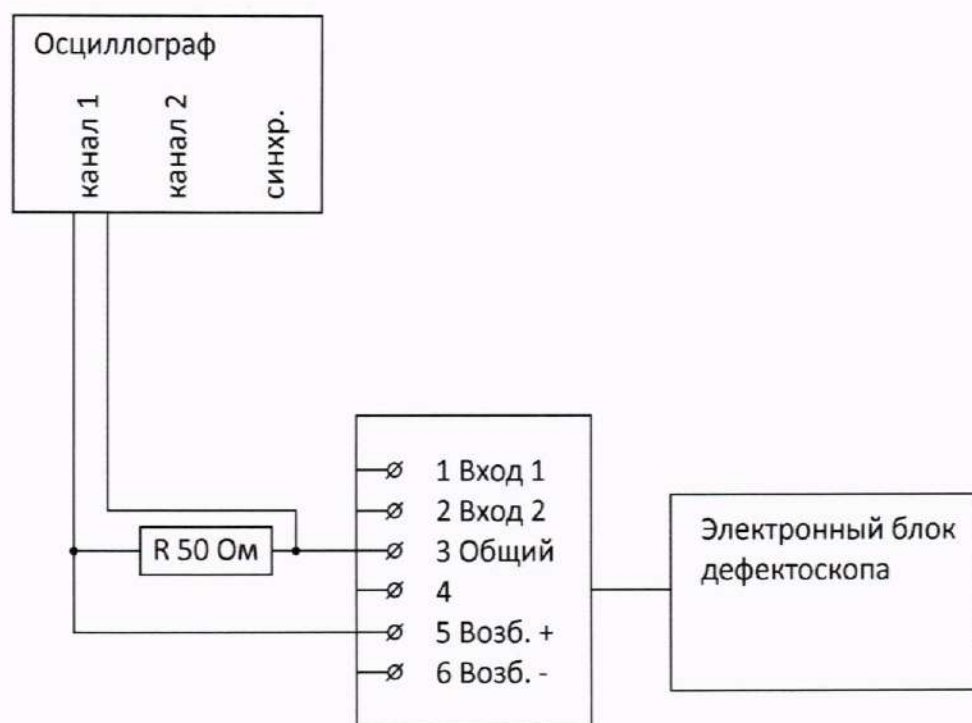 Осциллограф
канал 1
канал 2
синхр.
1 Вход 1
2 Вход 2
R 50 Ом
3 Общий
4
5 Возб. +
6 Возб. -
Электронный блок
дефектоскопа